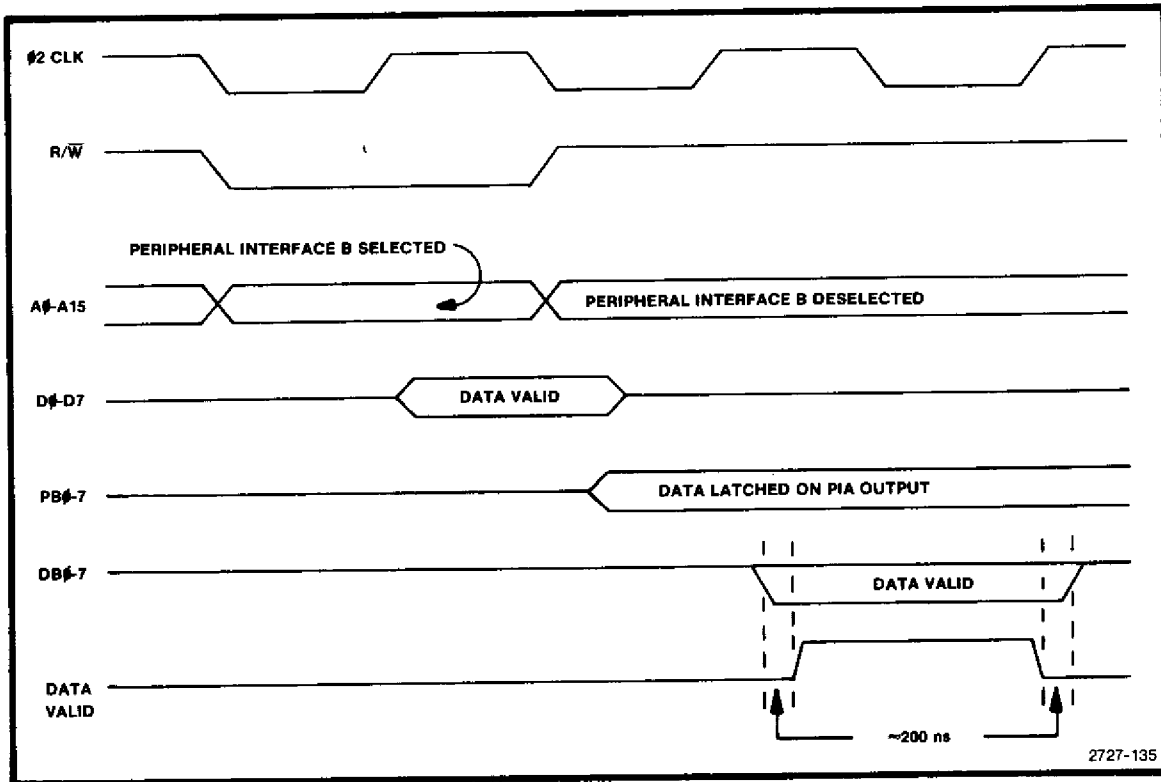 ϕ2 CLK
R/W̅
PERIPHERAL INTERFACE B SELECTED
Aϕ-A15
PERIPHERAL INTERFACE B DESELECTED
Dϕ-D7
DATA VALID
PBϕ-7
DATA LATCHED ON PIA OUTPUT
DBϕ-7
DATA VALID
DATA
VALID
≈200 ns
2727-135